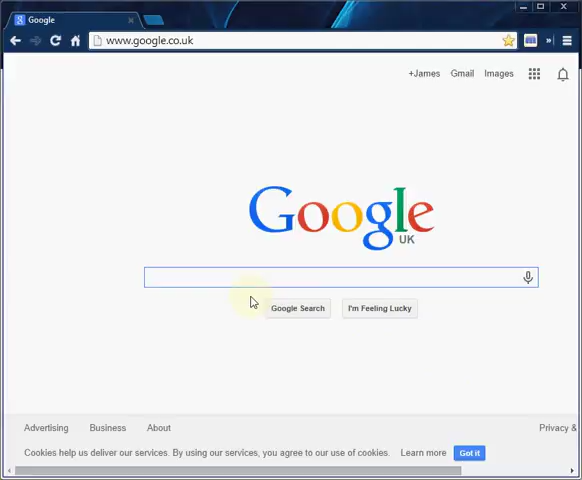 Google
www.google.co.uk
+James Gmail Images
Google
UK
Google Search I'm Feeling Lucky
Advertising Business About Privacy &
Cookies help us deliver our services. By using our services, you agree to our use of cookies. Learn more Got it